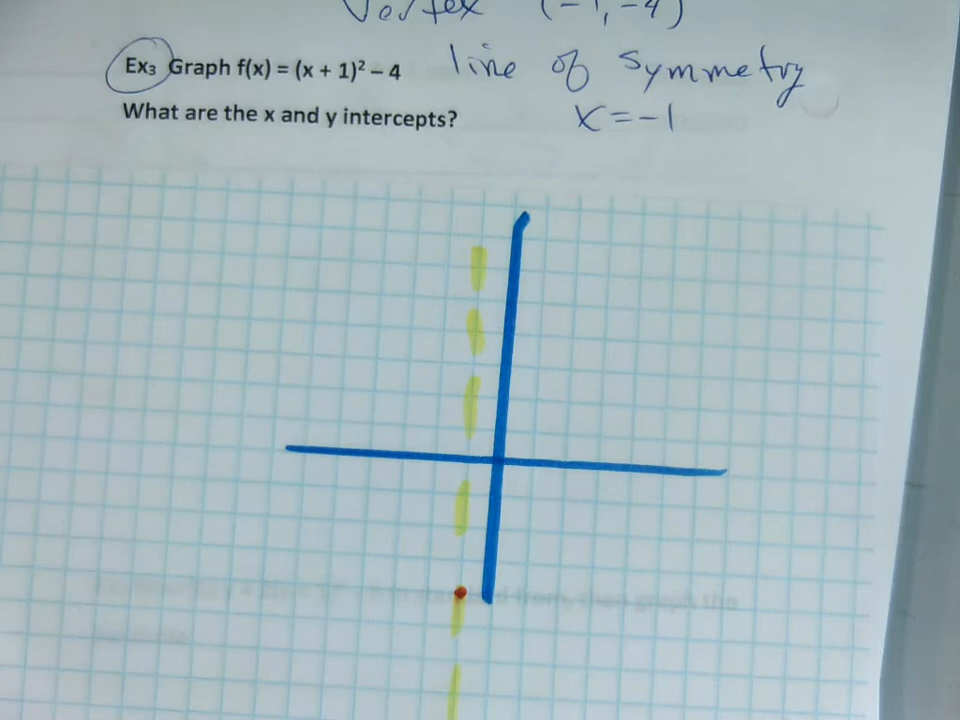 Vertex (-1,-4)
Ex3 Graph f(x) = (x + 1)² – 4 line of symmetry
What are the x and y intercepts? x = -1